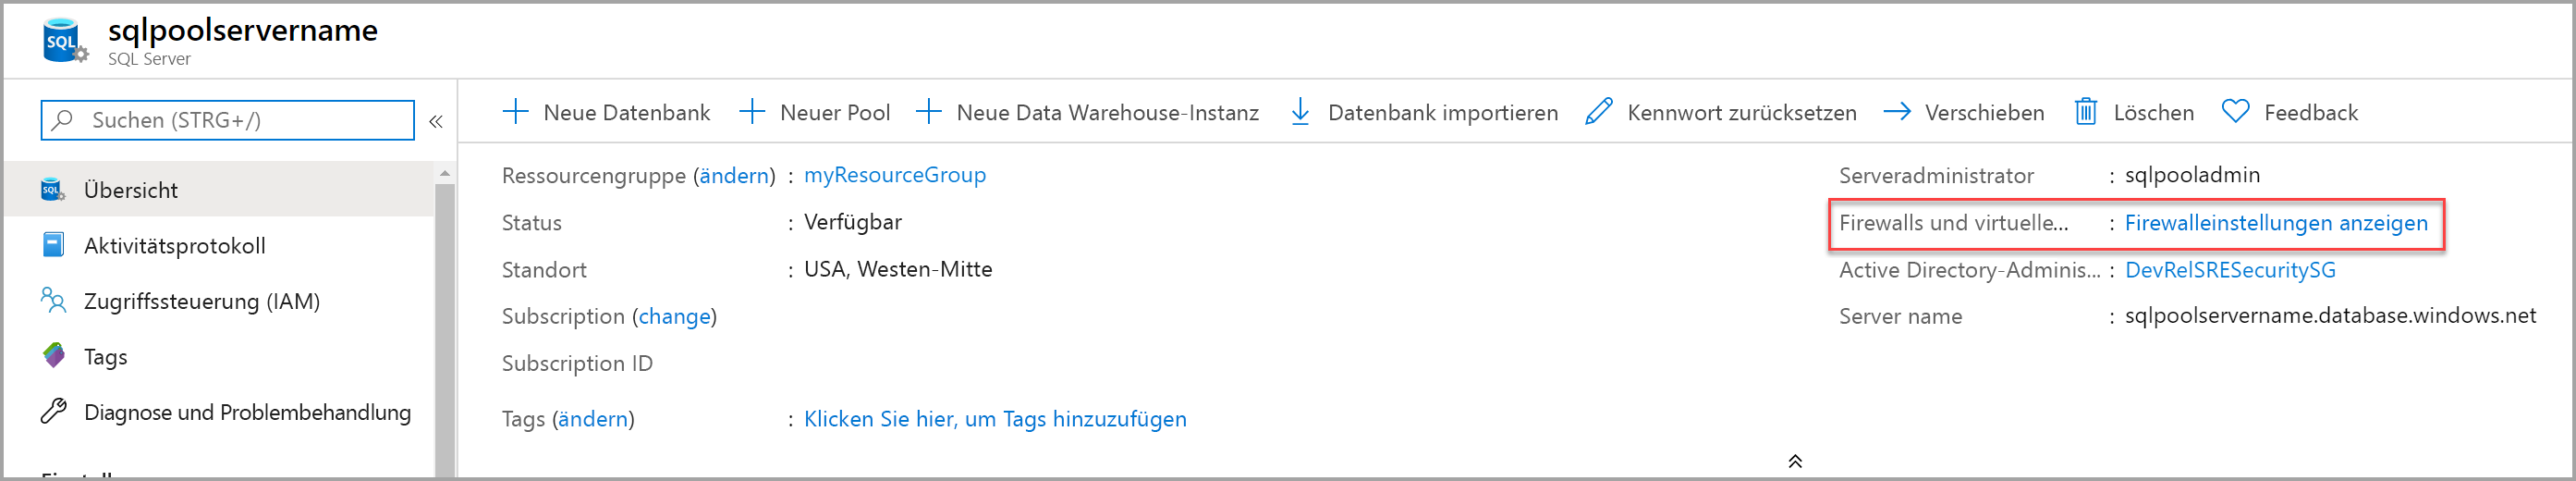 sqlpoolservername
SQL Server
Suchen (STRG+/)
Übersicht
Aktivitätsprotokoll
Zugriffssteuerung (IAM)
Tags
Diagnose und Problembehandlung
Neue Datenbank
Neuer Pool
Neue Data Warehouse-Instanz
Datenbank importieren
Kennwort zurücksetzen
Verschieben
Löschen
Feedback
Ressourcengruppe (ändern) : myResourceGroup
Status : Verfügbar
Standort : USA, Westen-Mitte
Subscription (change)
Subscription ID
Tags (ändern) : Klicken Sie hier, um Tags hinzuzufügen
Serveradministrator : sqlpooladmin
Firewalls und virtuelle... : Firewalleinstellungen anzeigen
Active Directory-Adminis... : DevRelSRESecuritySG
Server name : sqlpoolservername.database.windows.net